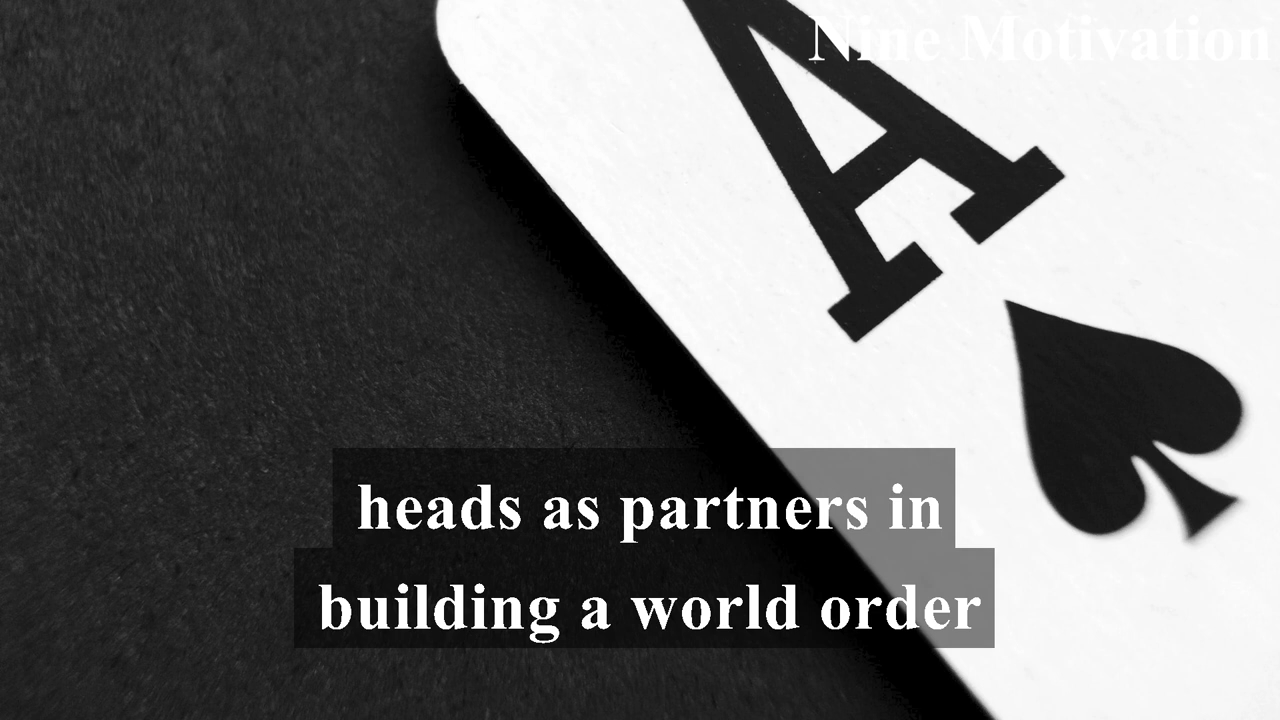 Nine Motivation
A
heads as partners in
building a world order